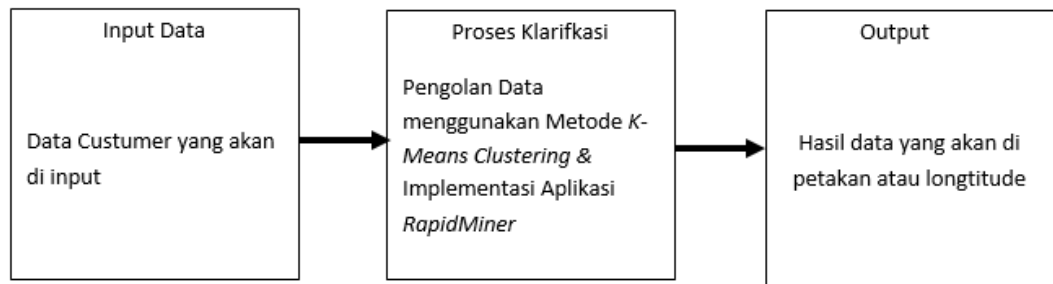 Input Data
Data Custumer yang akan
di input
Proses Klarifkasi
Pengolan Data
menggunakan Metode K-
Means Clustering &
Implementasi Aplikasi
RapidMiner
Output
Hasil data yang akan di
petakan atau longtitude